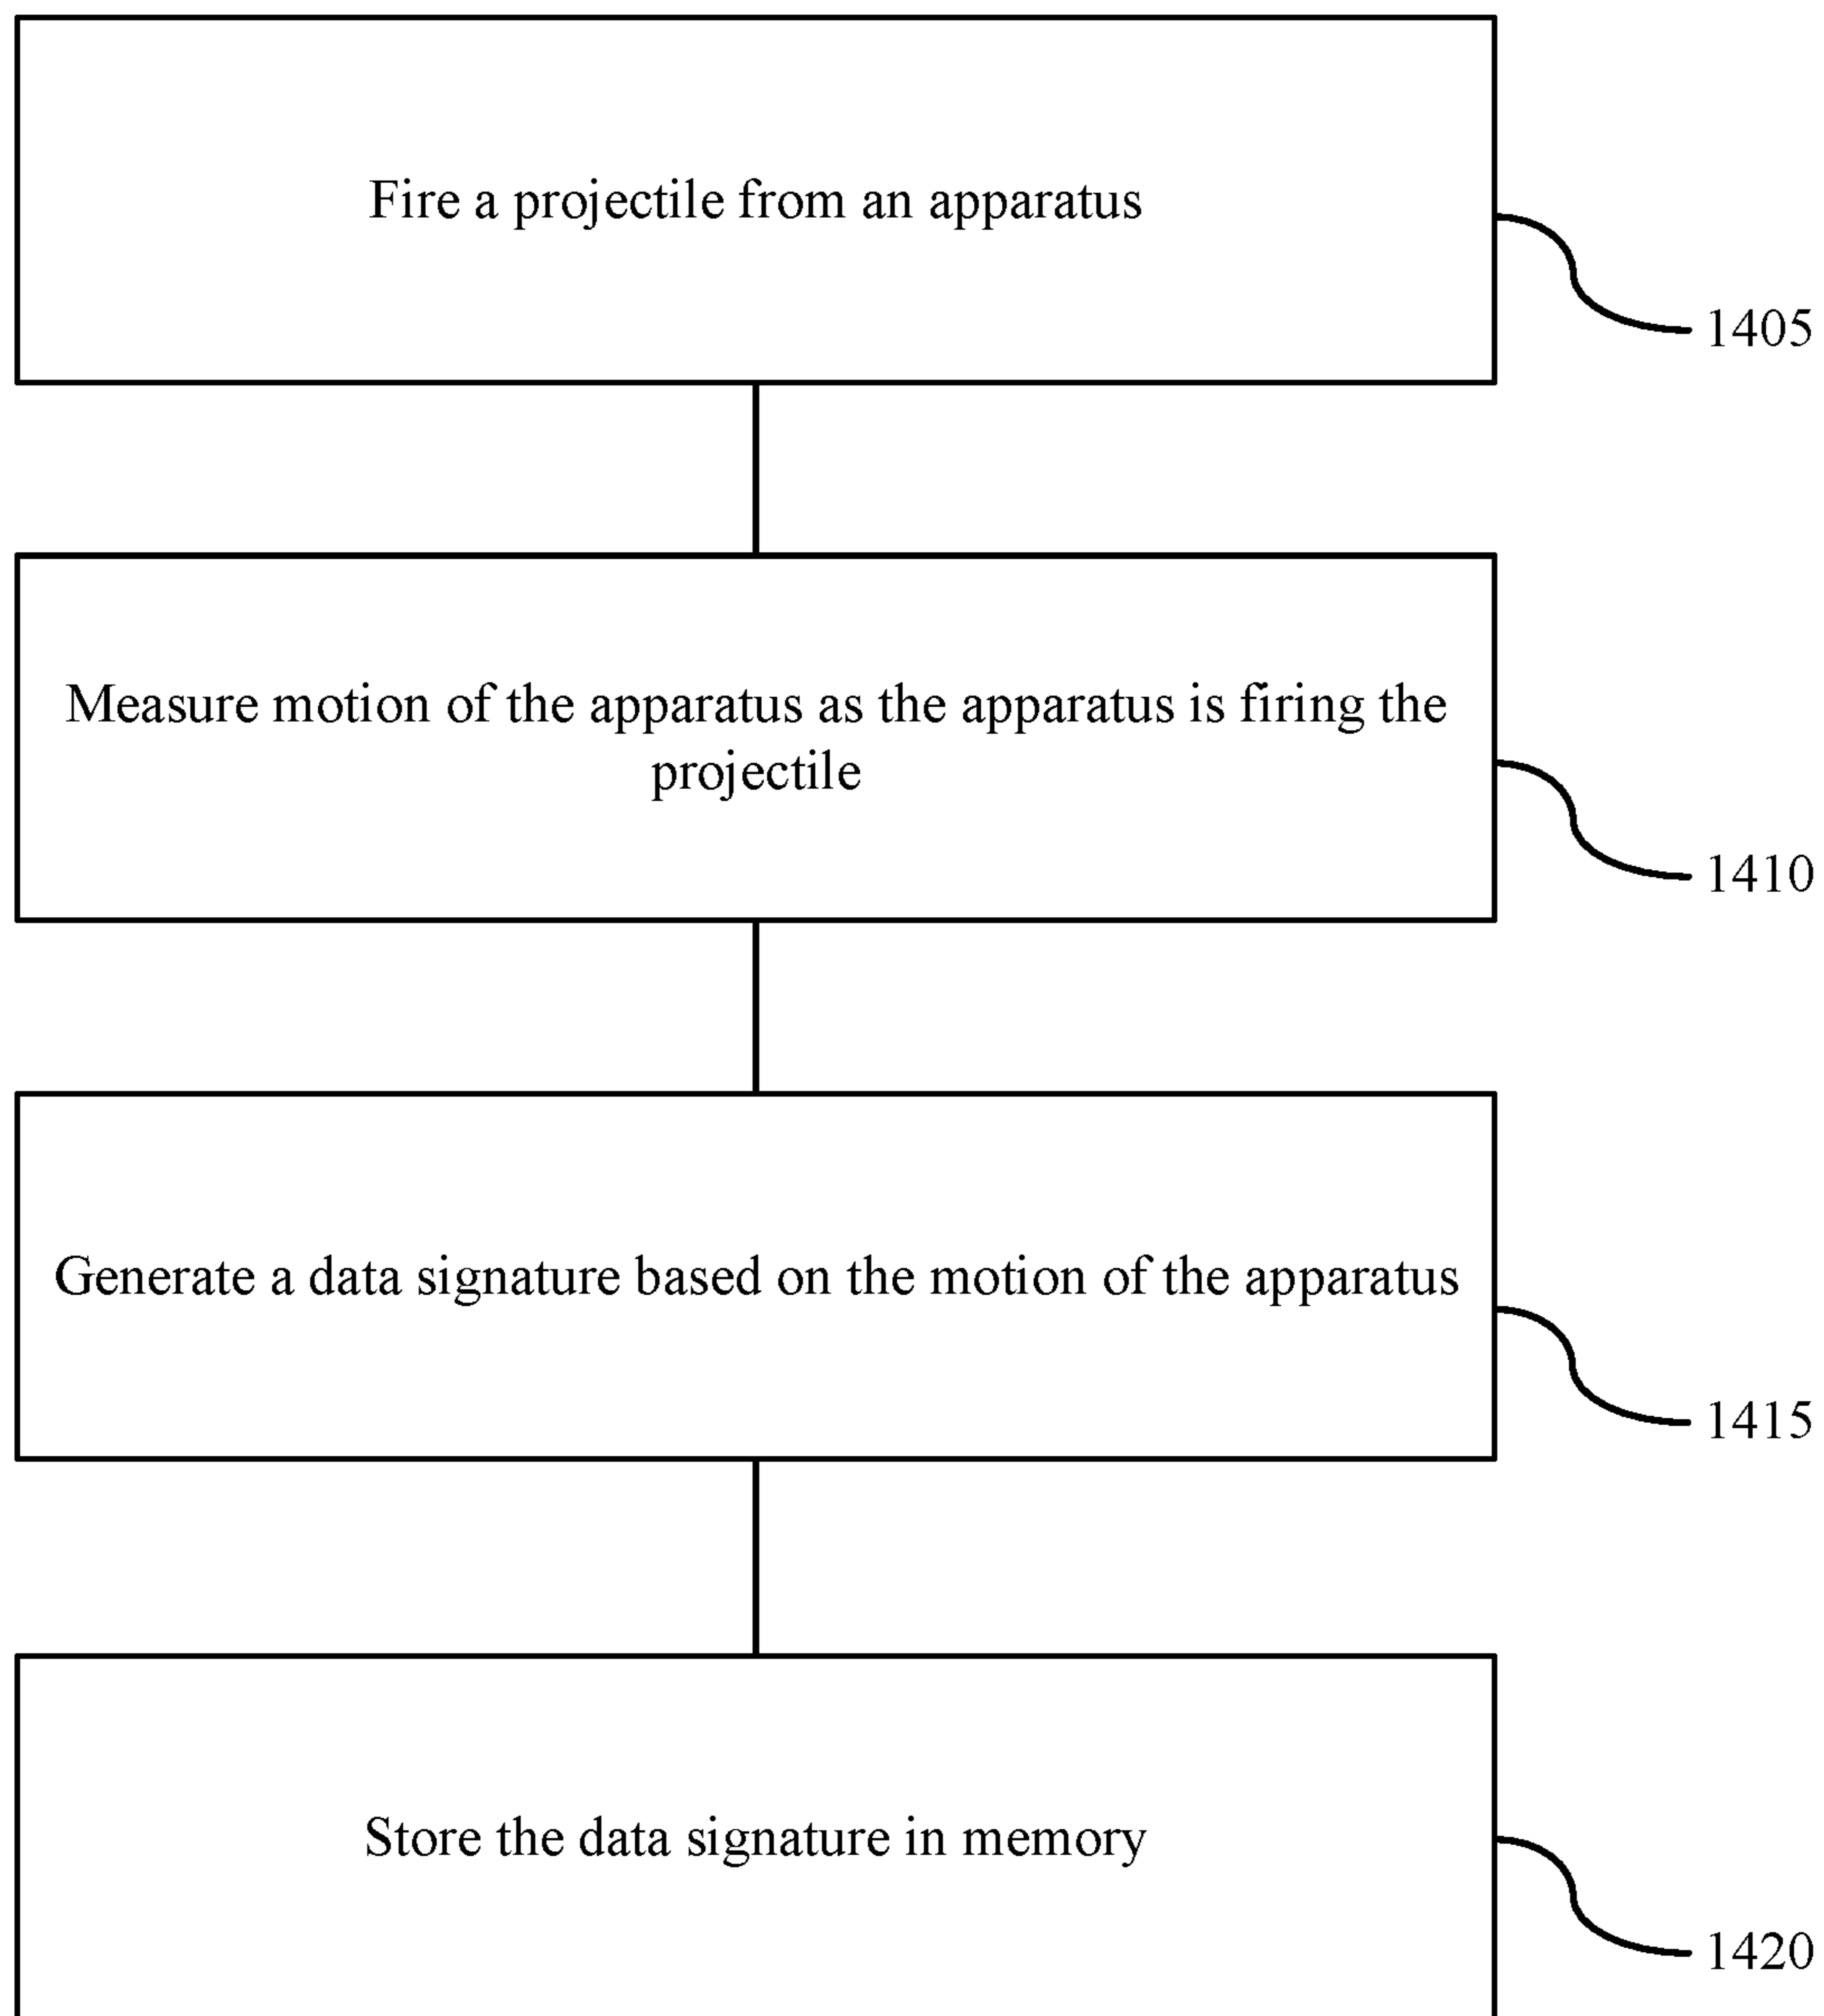 Fire a projectile from an apparatus
1405
Measure motion of the apparatus as the apparatus is firing the
projectile
1410
Generate a data signature based on the motion of the apparatus
1415
Store the data signature in memory
1420